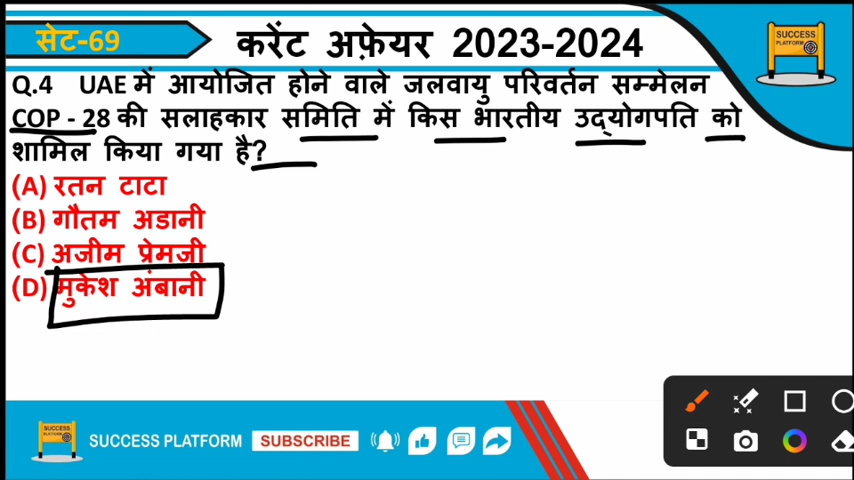 सेट-69
करेंट अफ़ेयर 2023-2024
SUCCESS
PLATFORM
Q.4 UAE में आयोजित होने वाले जलवायु परिवर्तन सम्मेलन
COP - 28 की सलाहकार समिति में किस भारतीय उद्योगपति को
शामिल किया गया है?
(A) रतन टाटा
(B) गौतम अडानी
(C) अजीम प्रेमजी
(D) मुकेश अंबानी
SUCCESS
PLATFORM
SUCCESS PLATFORM
SUBSCRIBE